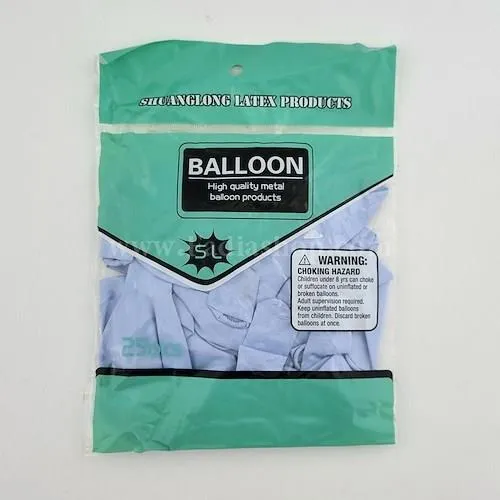 SHUANGLONG LATEX PRODUCTS
BALLOON
High quality metal
balloon products
SL
WARNING:
CHOKING HAZARD
Children under 8 yrs can choke
or suffocate on uninflated or
broken balloons.
Adult supervision required.
Keep uninflated balloons
from children. Discard broken
balloons at once.
25pcs